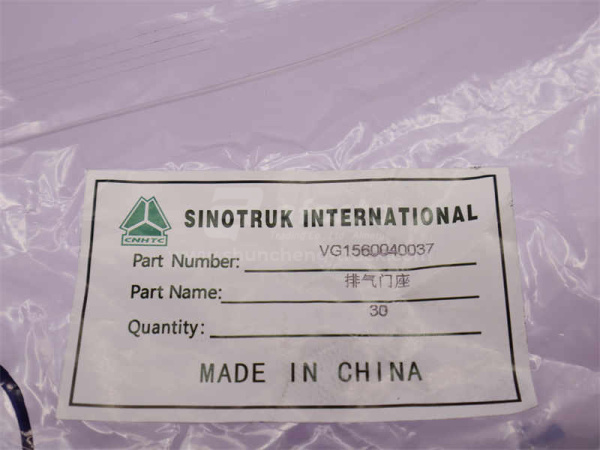 SINOTRUK INTERNATIONAL
CNHTC
Part Number: VG1560040037
Part Name: 排气门座
Quantity: 30
MADE IN CHINA